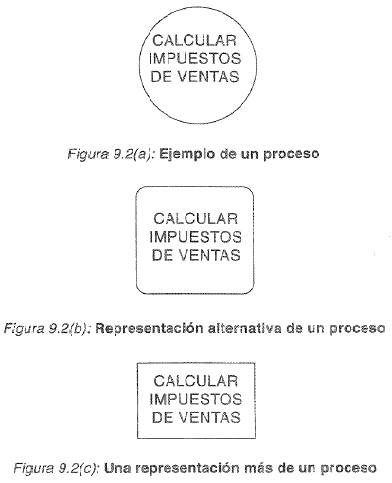 CALCULAR
IMPUESTOS
DE VENTAS
Figura 9.2(a): Ejemplo de un proceso
CALCULAR
IMPUESTOS
DE VENTAS
Figura 9.2(b): Representación alternativa de un proceso
CALCULAR
IMPUESTOS
DE VENTAS
Figura 9.2(c): Una representación más de un proceso